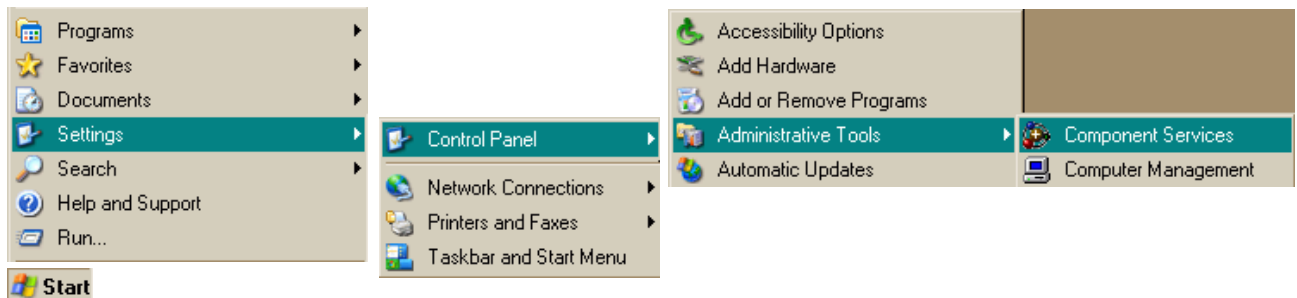 Programs
Favorites
Documents
Settings
Search
Help and Support
Run...
Start
Control Panel
Network Connections
Printers and Faxes
Taskbar and Start Menu
Accessibility Options
Add Hardware
Add or Remove Programs
Administrative Tools
Automatic Updates
Component Services
Computer Management